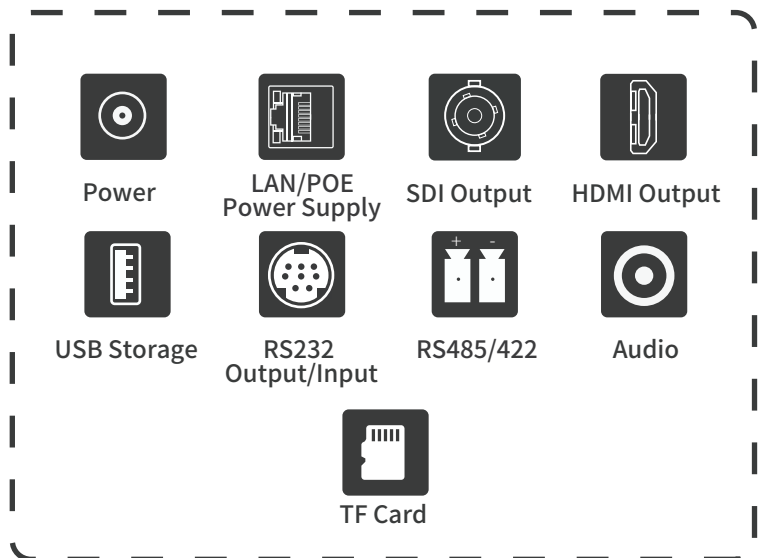 Power
LAN/POE
Power Supply
SDI Output
HDMI Output
+ -
USB Storage
RS232
Output/Input
RS485/422
Audio
TF Card